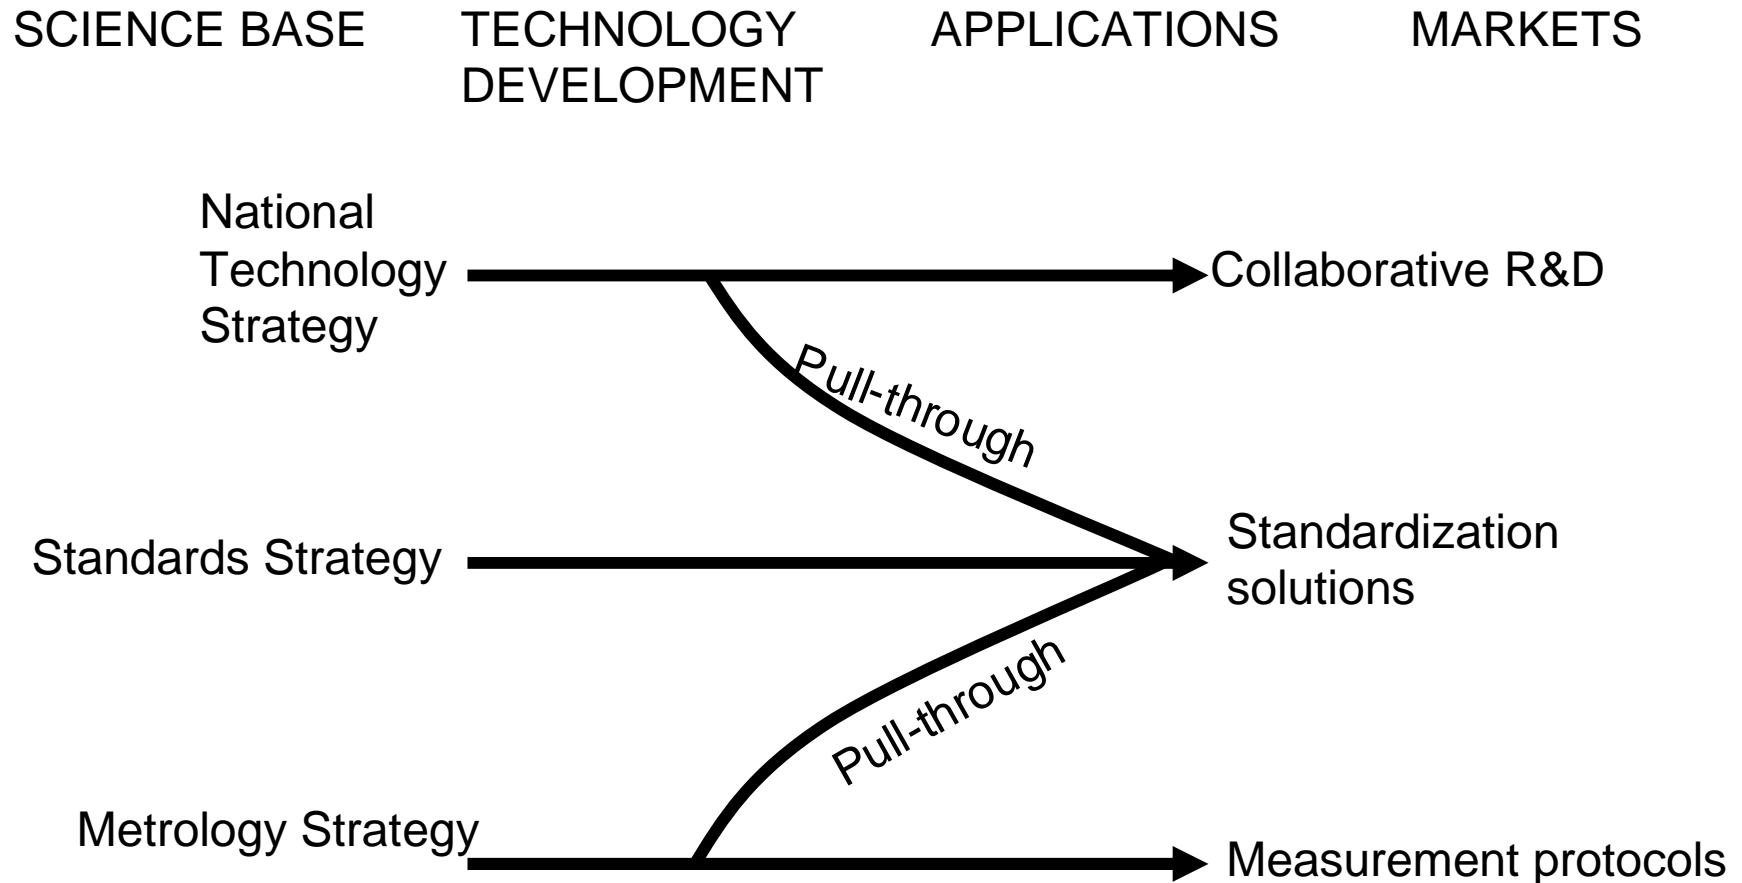 SCIENCE BASE
TECHNOLOGY
DEVELOPMENT
APPLICATIONS
MARKETS
National
Technology
Strategy
Collaborative R&D
Pull-through
Standards Strategy
Standardization
solutions
Pull-through
Metrology Strategy
Measurement protocols